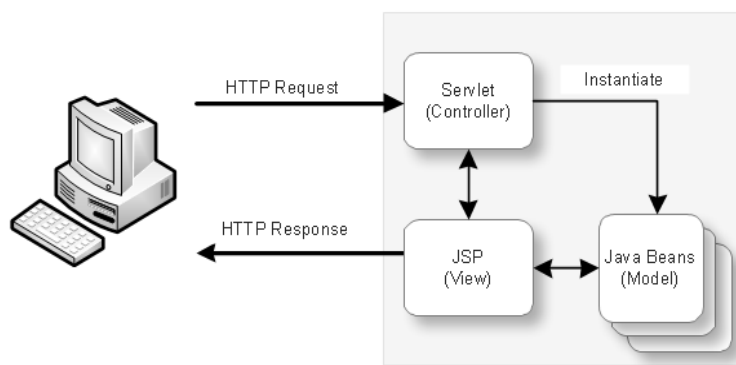 HTTP Request
Servlet
(Controller)
Instantiate
HTTP Response
JSP
(View)
Java Beans
(Model)